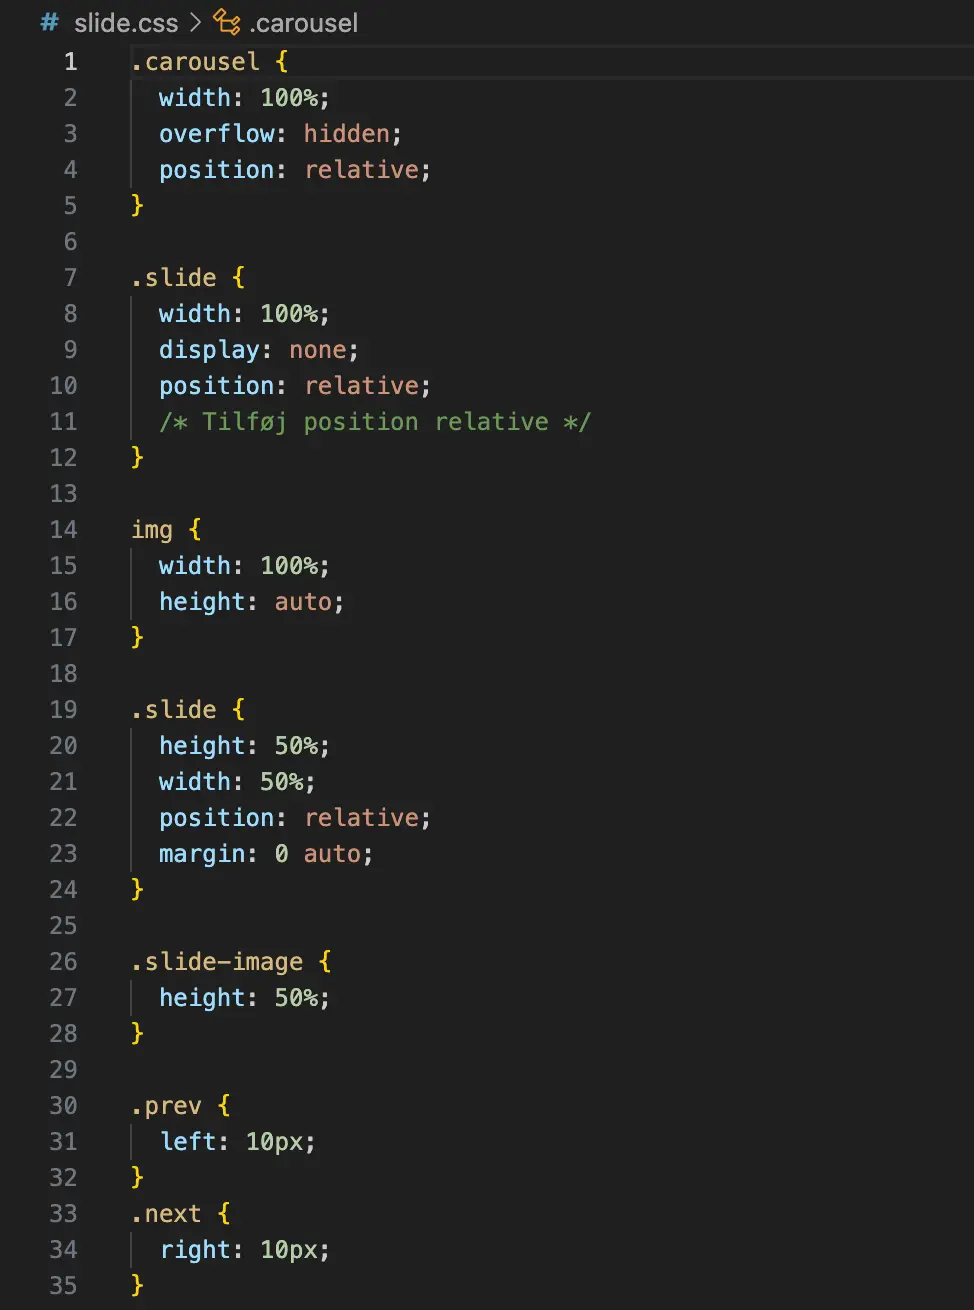 # slide.css > .carousel
1 .carousel {
2 width: 100%;
3 overflow: hidden;
4 position: relative;
5 }
6
7 .slide {
8 width: 100%;
9 display: none;
10 position: relative;
11 /* Tilføj position relative */
12 }
13
14 img {
15 width: 100%;
16 height: auto;
17 }
18
19 .slide {
20 height: 50%;
21 width: 50%;
22 position: relative;
23 margin: 0 auto;
24 }
25
26 .slide-image {
27 height: 50%;
28 }
29
30 .prev {
31 left: 10px;
32 }
33 .next {
34 right: 10px;
35 }